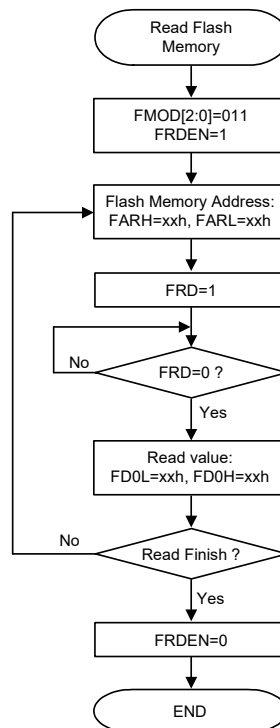 Read Flash
Memory
FMOD[2:0]=011
FRDEN=1
Flash Memory Address:
FARH=xxh, FARL=xxh
FRD=1
No
FRD=0 ?
Yes
Read value:
FD0L=xxh, FD0H=xxh
No
Read Finish ?
Yes
FRDEN=0
END